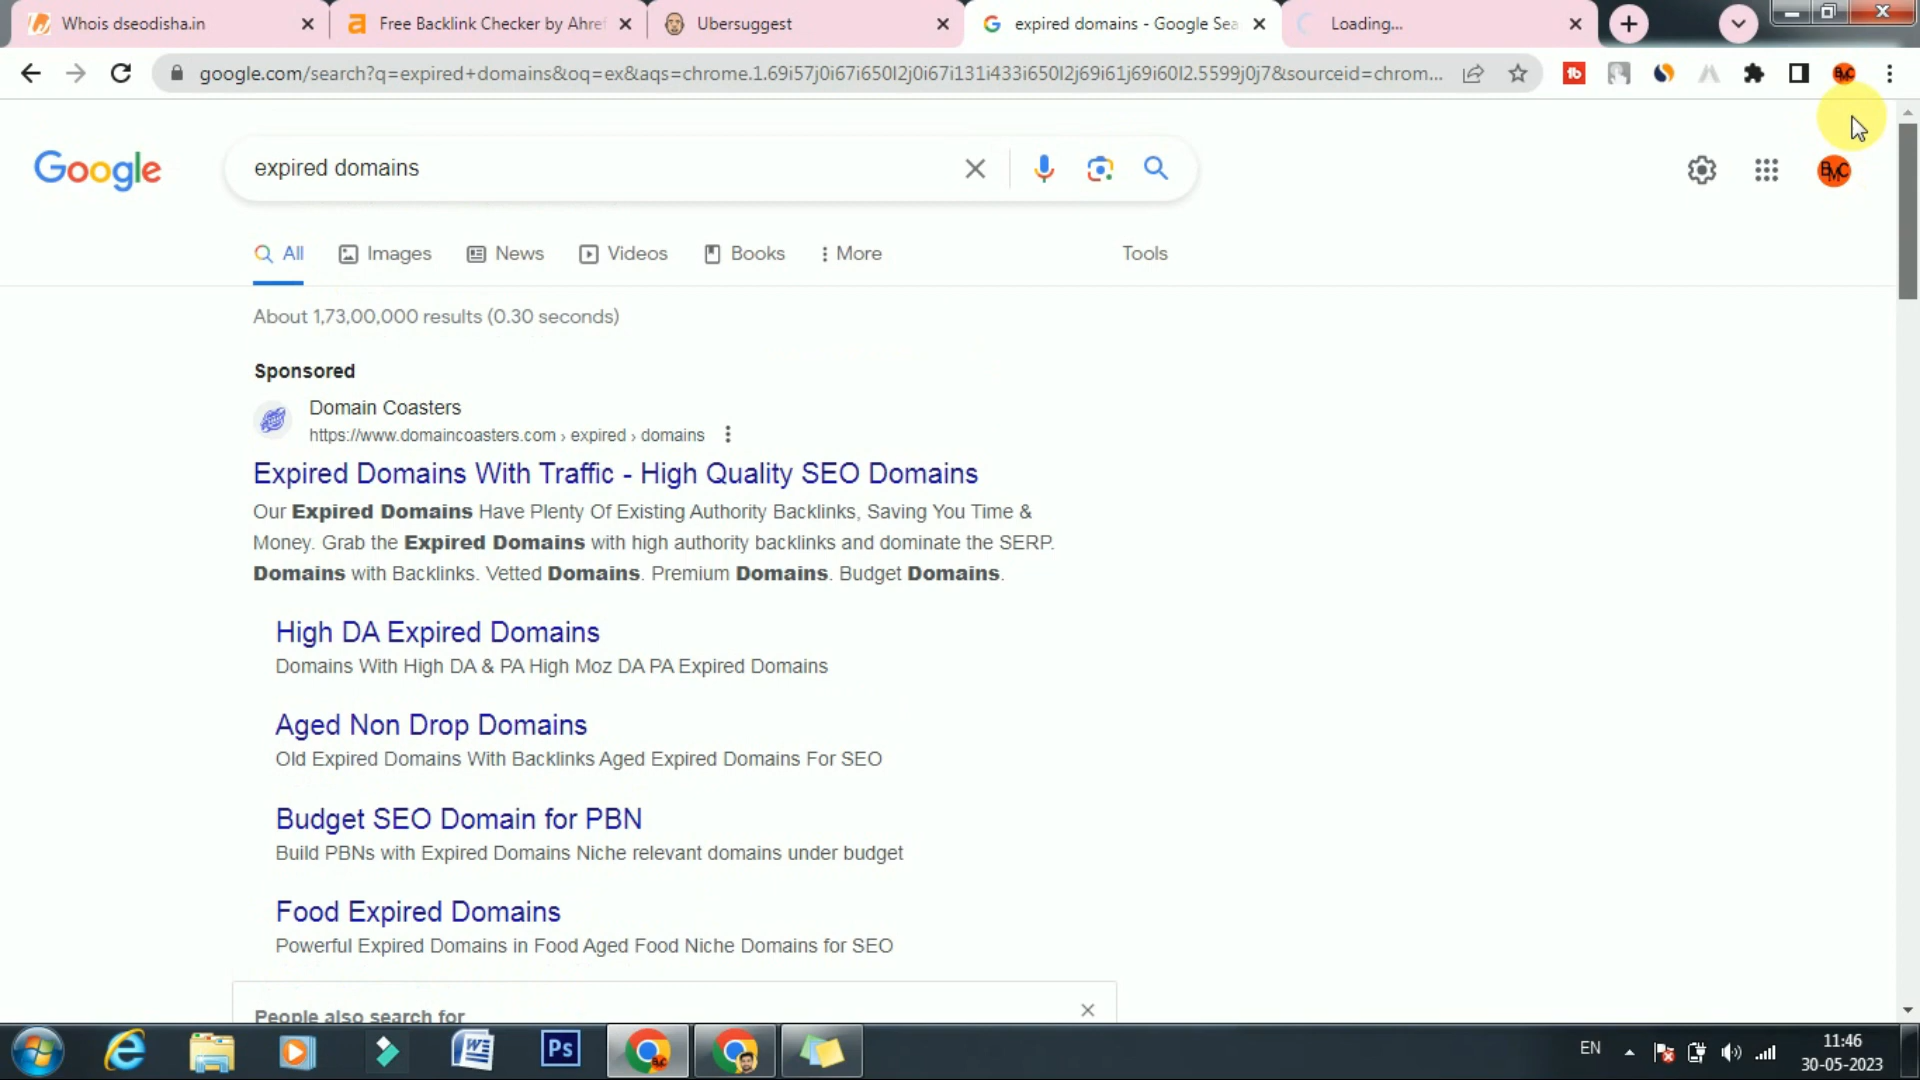 Whois dseodisha.in
Free Backlink Checker by Ahref
Ubersuggest
expired domains - Google Sea
Loading...
google.com/search?q=expired+domains&oq=ex&aqs=chrome.1.69i57j0i67i650l2j0i67i131i433i650l2j69i61j69i60l2.5599j0j7&sourceid=chrom...
Google
expired domains
BMC
All
Images
News
Videos
Books
More
Tools
About 1,73,00,000 results (0.30 seconds)
Sponsored
Domain Coasters
https://www.domaincoasters.com › expired › domains
Expired Domains With Traffic - High Quality SEO Domains
Our Expired Domains Have Plenty Of Existing Authority Backlinks, Saving You Time &
Money. Grab the Expired Domains with high authority backlinks and dominate the SERP.
Domains with Backlinks. Vetted Domains. Premium Domains. Budget Domains.
High DA Expired Domains
Domains With High DA & PA High Moz DA PA Expired Domains
Aged Non Drop Domains
Old Expired Domains With Backlinks Aged Expired Domains For SEO
Budget SEO Domain for PBN
Build PBNs with Expired Domains Niche relevant domains under budget
Food Expired Domains
Powerful Expired Domains in Food Aged Food Niche Domains for SEO
People also search for
Ps
EN
11:46
30-05-2023